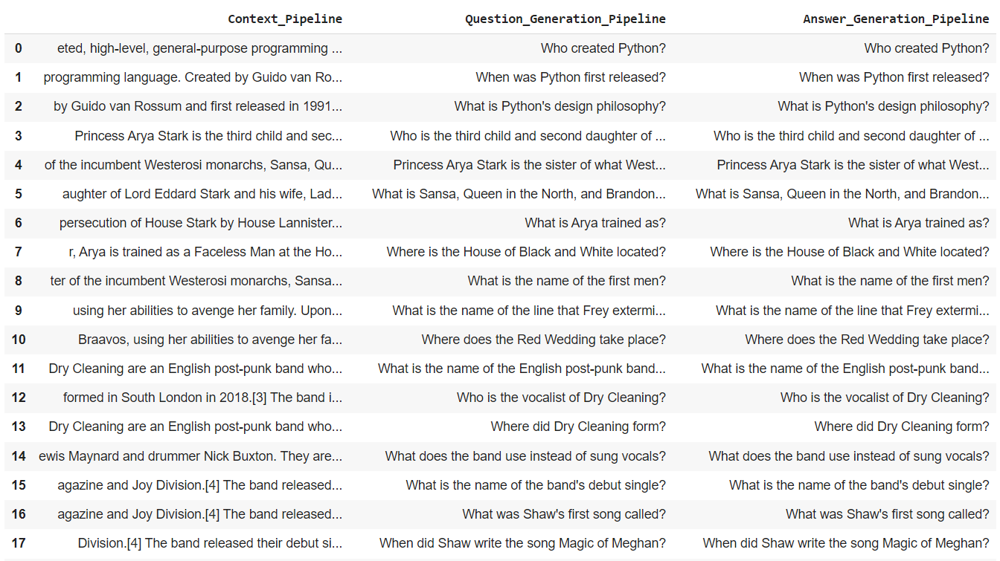 Context_Pipeline Question_Generation_Pipeline Answer_Generation_Pipeline
0 eted, high-level, general-purpose programming ... Who created Python? Who created Python?
1 programming language. Created by Guido van Ro... When was Python first released? When was Python first released?
2 by Guido van Rossum and first released in 1991... What is Python's design philosophy? What is Python's design philosophy?
3 Princess Arya Stark is the third child and sec... Who is the third child and second daughter of ... Who is the third child and second daughter of ...
4 of the incumbent Westerosi monarchs, Sansa, Qu... Princess Arya Stark is the sister of what West... Princess Arya Stark is the sister of what West...
5 aughter of Lord Eddard Stark and his wife, Lad... What is Sansa, Queen in the North, and Brandon... What is Sansa, Queen in the North, and Brandon...
6 persecution of House Stark by House Lannister... What is Arya trained as? What is Arya trained as?
7 r, Arya is trained as a Faceless Man at the Ho... Where is the House of Black and White located? Where is the House of Black and White located?
8 ter of the incumbent Westerosi monarchs, Sansa... What is the name of the first men? What is the name of the first men?
9 using her abilities to avenge her family. Upon... What is the name of the line that Frey extermi... What is the name of the line that Frey extermi...
10 Braavos, using her abilities to avenge her fa... Where does the Red Wedding take place? Where does the Red Wedding take place?
11 Dry Cleaning are an English post-punk band who... What is the name of the English post-punk band... What is the name of the English post-punk band...
12 formed in South London in 2018.[3] The band i... Who is the vocalist of Dry Cleaning? Who is the vocalist of Dry Cleaning?
13 Dry Cleaning are an English post-punk band who... Where did Dry Cleaning form? Where did Dry Cleaning form?
14 ewis Maynard and drummer Nick Buxton. They are... What does the band use instead of sung vocals? What does the band use instead of sung vocals?
15 agazine and Joy Division.[4] The band released... What is the name of the band's debut single? What is the name of the band's debut single?
16 agazine and Joy Division.[4] The band released... What was Shaw's first song called? What was Shaw's first song called?
17 Division.[4] The band released their debut si... When did Shaw write the song Magic of Meghan? When did Shaw write the song Magic of Meghan?